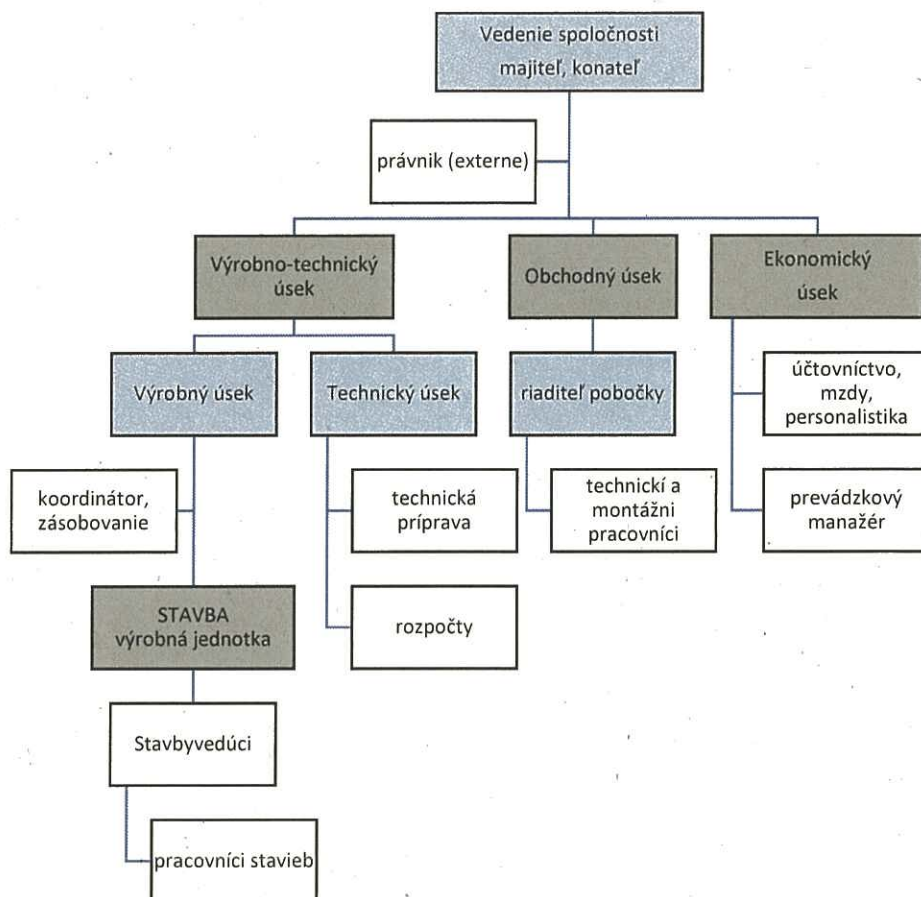 Vedenie spoločnosti
majiteľ, konateľ
právnik (externe)
Výrobno-technický
úsek
Obchodný úsek
Ekonomický
úsek
Výrobný úsek
Technický úsek
riaditeľ pobočky
účtovníctvo,
mzdy,
personalistika
koordinátor,
zásobovanie
technická
príprava
technickí a
montážni
pracovníci
prevádzkový
manažér
STAVBA
výrobná jednotka
rozpočty
Stavbyvedúci
pracovníci stavieb